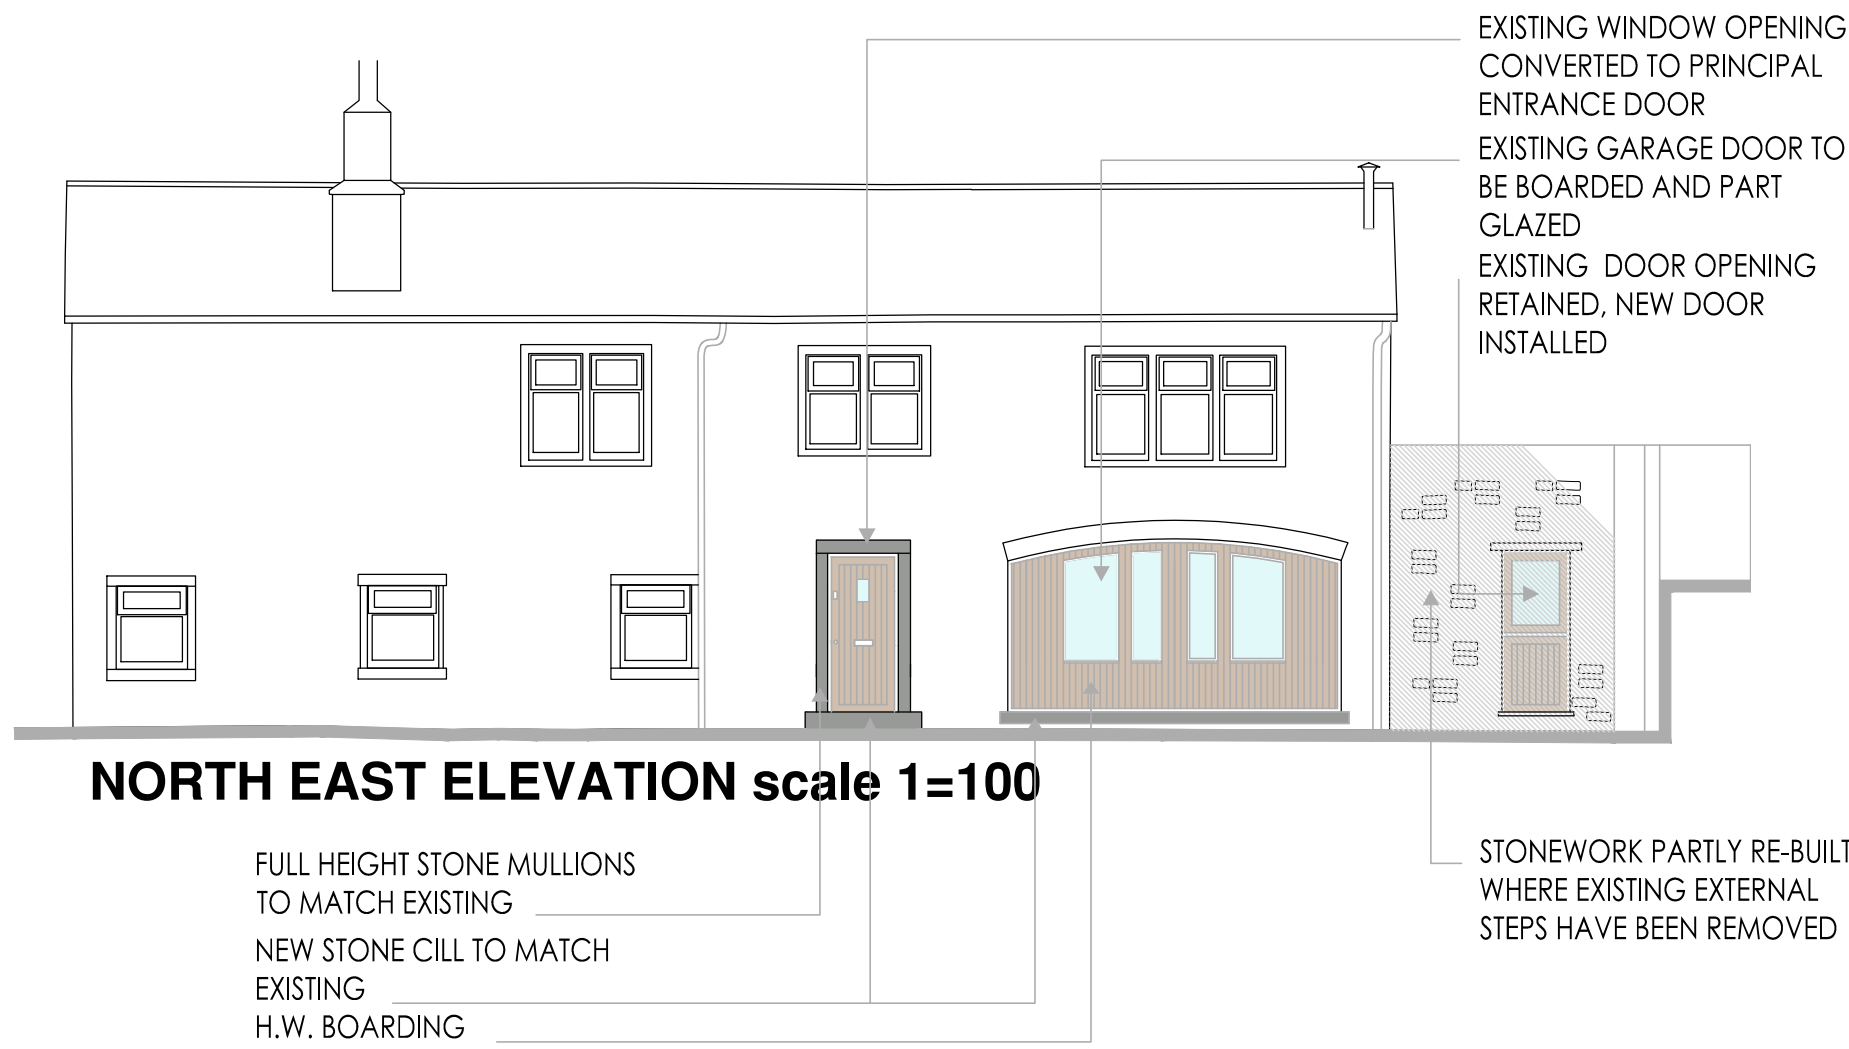 EXISTING WINDOW OPENING
CONVERTED TO PRINCIPAL
ENTRANCE DOOR
EXISTING GARAGE DOOR TO
BE BOARDED AND PART
GLAZED
EXISTING DOOR OPENING
RETAINED, NEW DOOR
INSTALLED
NORTH EAST ELEVATION scale 1=100
FULL HEIGHT STONE MULLIONS
TO MATCH EXISTING
NEW STONE CILL TO MATCH
EXISTING
H.W. BOARDING
STONEWORK PARTLY RE-BUILT
WHERE EXISTING EXTERNAL
STEPS HAVE BEEN REMOVED